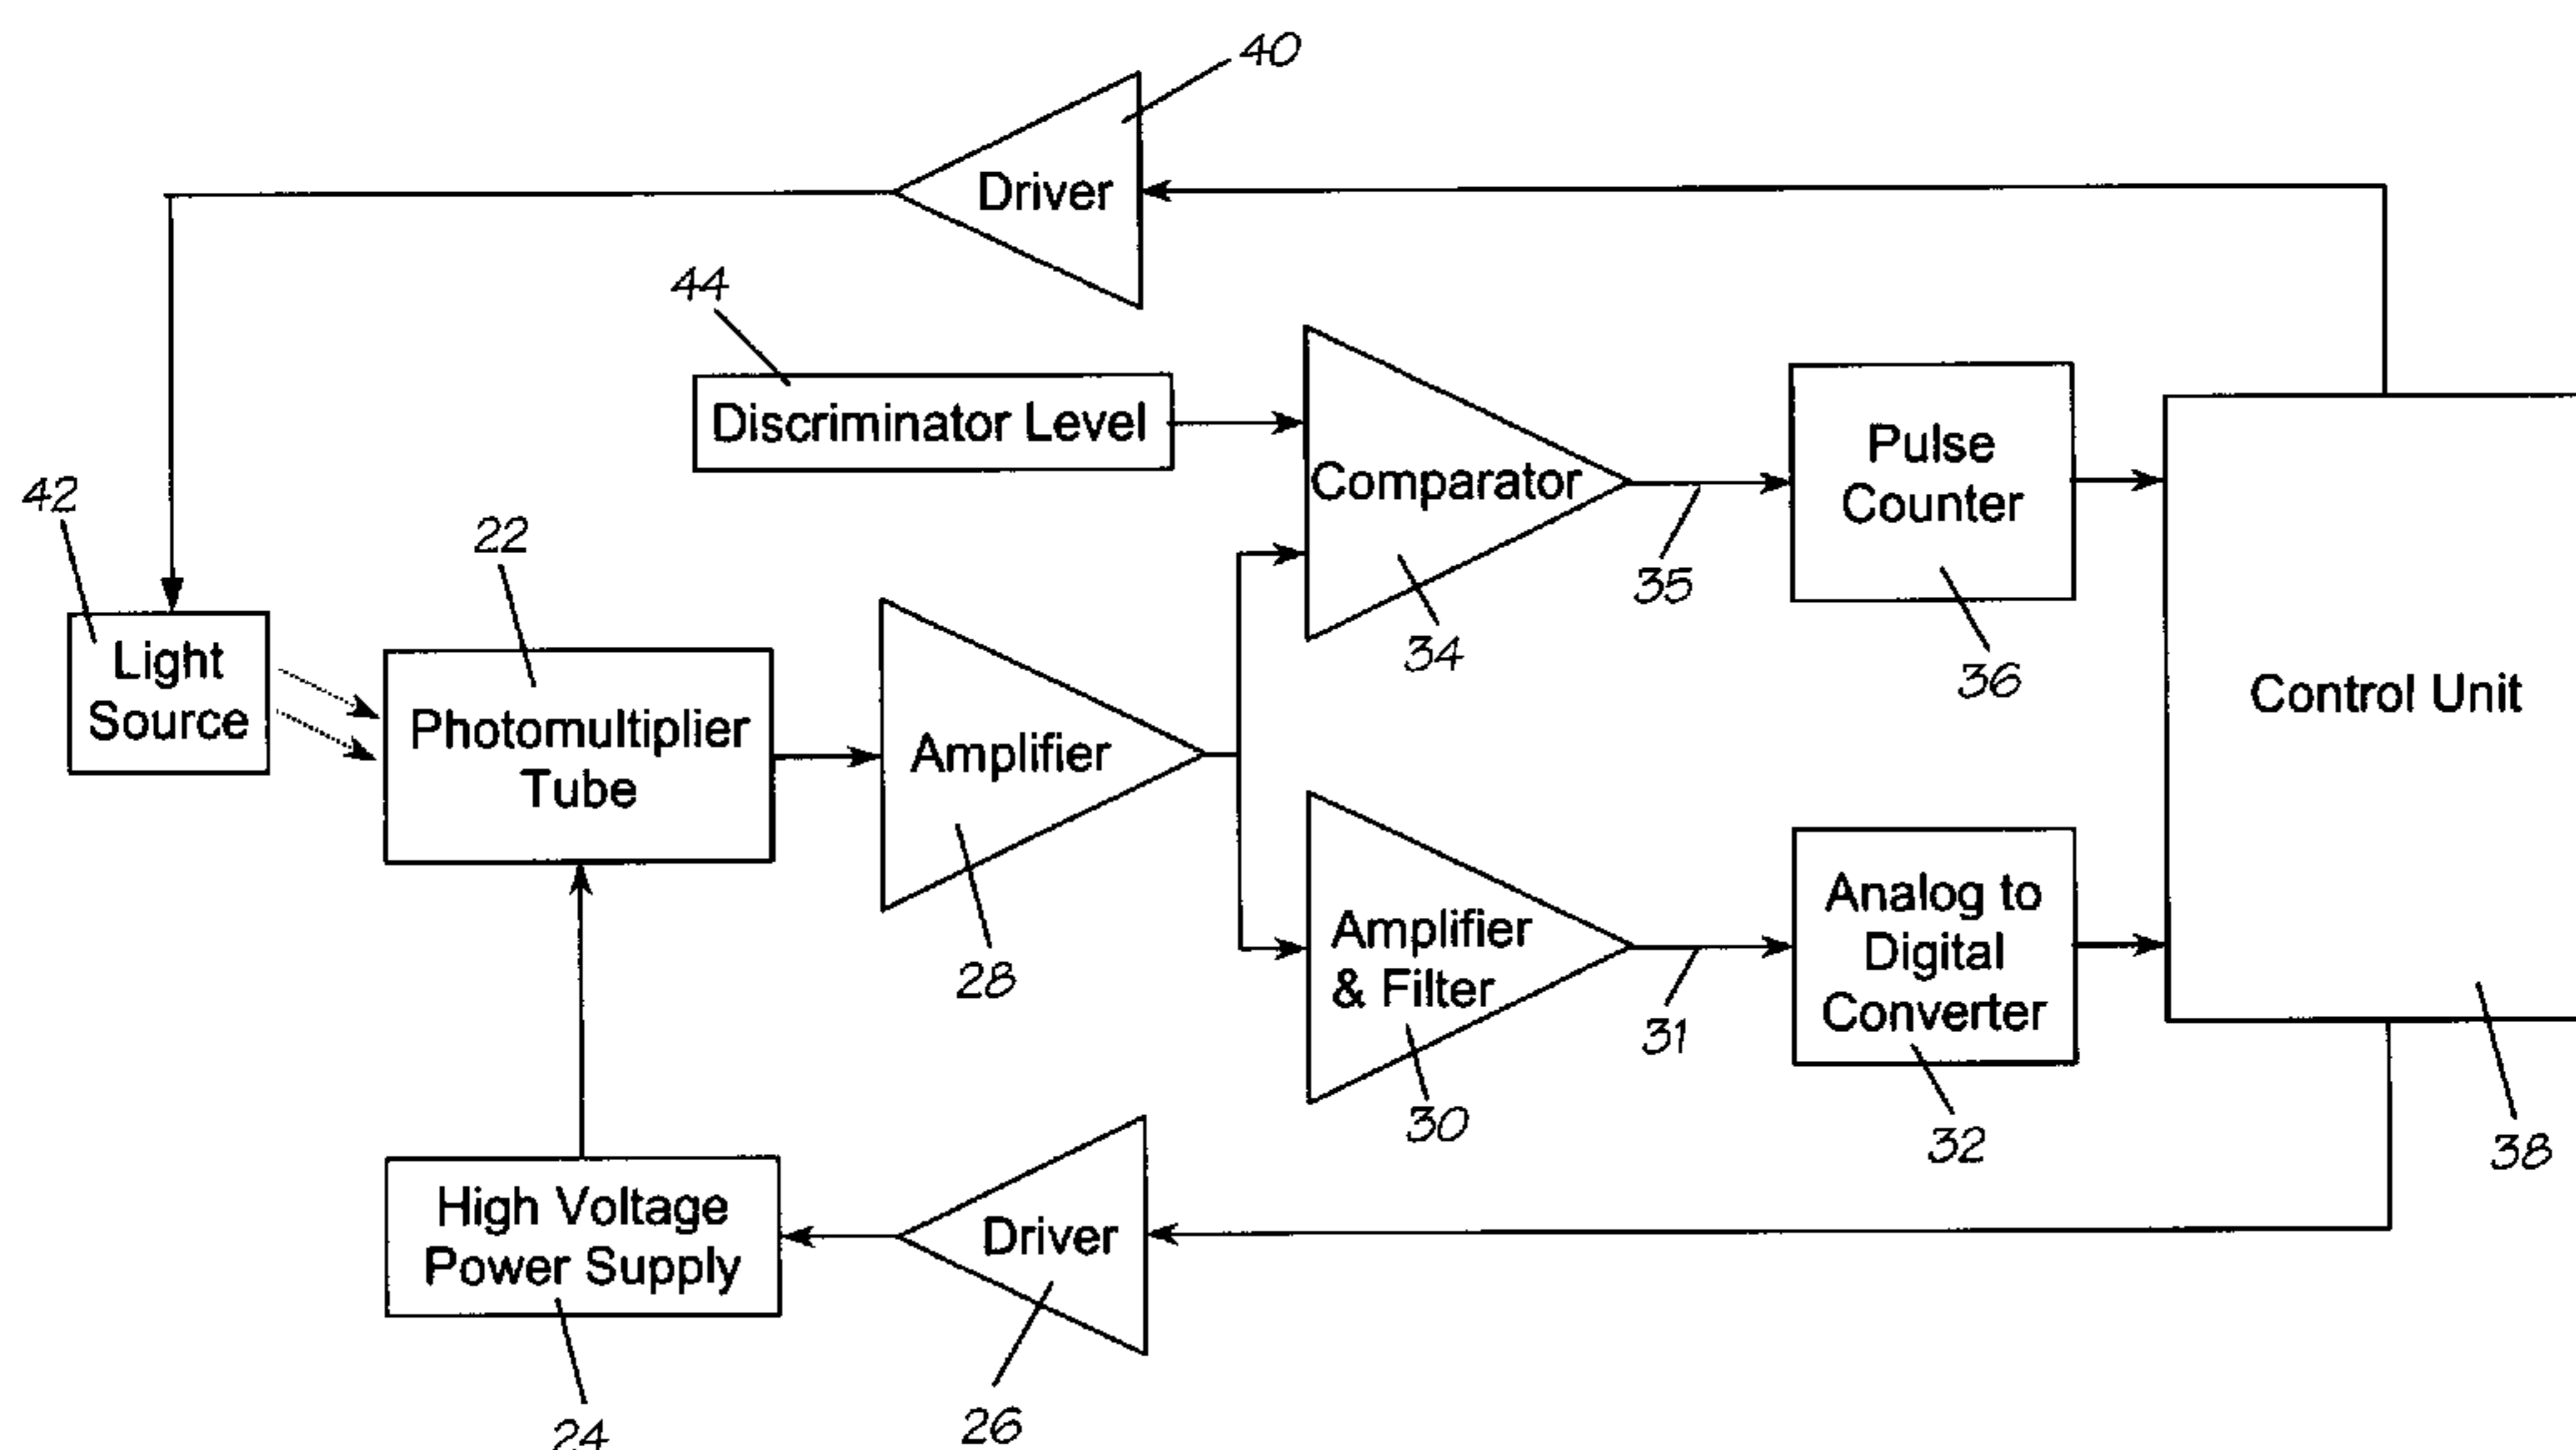 40
Driver
44
Discriminator Level
42
Light
Source
22
Photomultiplier
Tube
Amplifier
28
Comparator
34
35
Pulse
Counter
36
Control Unit
38
Amplifier
& Filter
30
31
Analog to
Digital
Converter
32
High Voltage
Power Supply
24
Driver
26